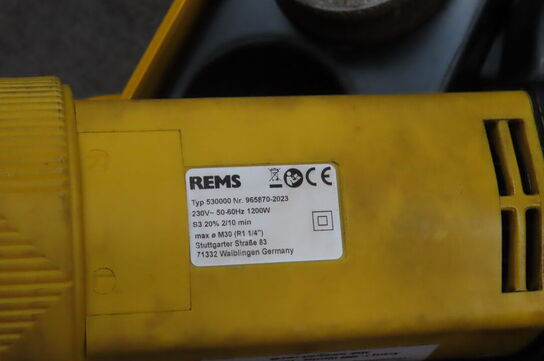 REMS
Typ 530000 Nr. 965870-2023
230V~ 50-60Hz 1200W
S3 20% 2/10 min
max ø M30 (R1 1/4")
Stuttgarter Straße 83
71332 Waiblingen Germany